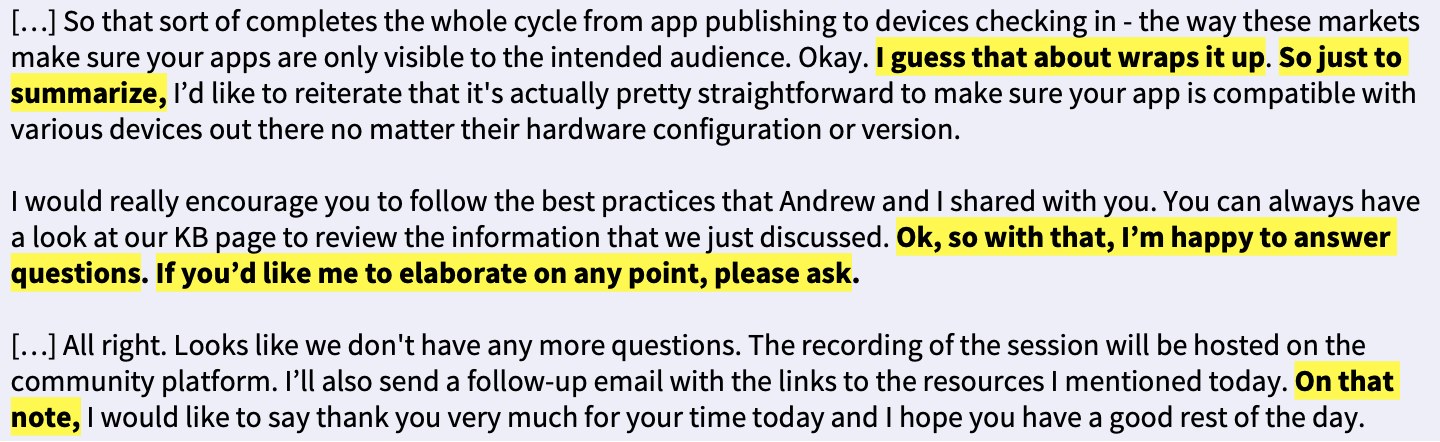 […] So that sort of completes the whole cycle from app publishing to devices checking in - the way these markets
make sure your apps are only visible to the intended audience. Okay. I guess that about wraps it up. So just to
summarize, I’d like to reiterate that it's actually pretty straightforward to make sure your app is compatible with
various devices out there no matter their hardware configuration or version.
I would really encourage you to follow the best practices that Andrew and I shared with you. You can always have
a look at our KB page to review the information that we just discussed. Ok, so with that, I’m happy to answer
questions. If you’d like me to elaborate on any point, please ask.
[…] All right. Looks like we don't have any more questions. The recording of the session will be hosted on the
community platform. I’ll also send a follow-up email with the links to the resources I mentioned today. On that
note, I would like to say thank you very much for your time today and I hope you have a good rest of the day.